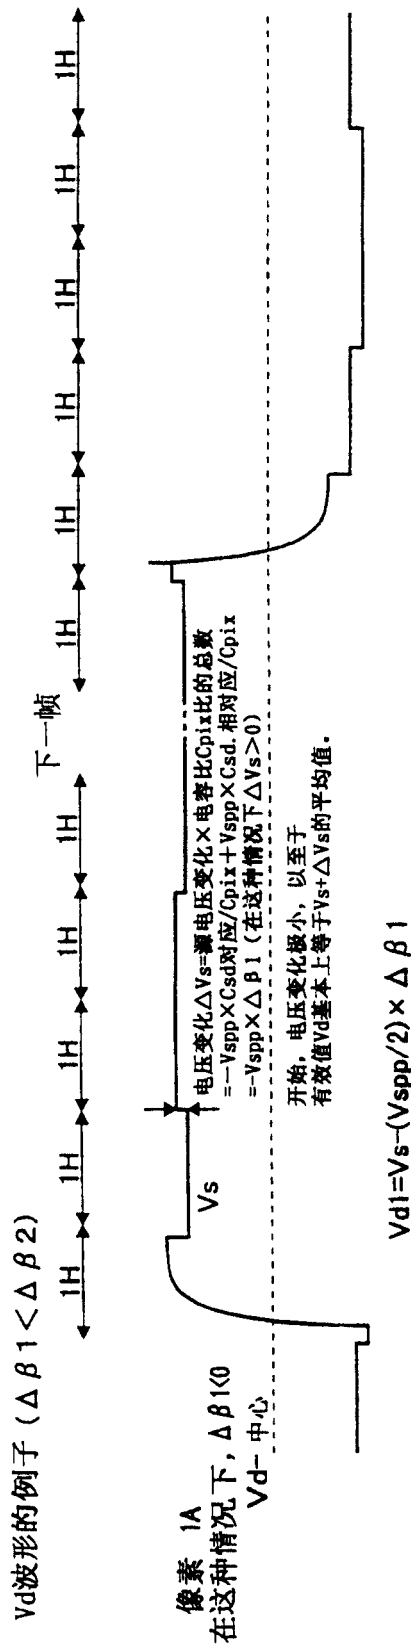 Vd波形的例子 (Δβ1<Δβ2)
1H
1H
1H
1H
1H
下一帧
1H
1H
1H
1H
1H
1H
像素 1A
在这种情况下, Δβ1<0
Vd- 中心
Vs
电压变化ΔVs=源电压变化×电容比Cpix比的总数
=-Vspp×Csd对应/Cpix+Vspp×Csd.相对应/Cpix
=-Vspp×Δβ1 (在这种情况下ΔVs>0)
开始, 电压变化极小, 以至于
有效值Vd基本上等于Vs+ΔVs的平均值.
Vd1=Vs-(Vspp/2)×Δβ1